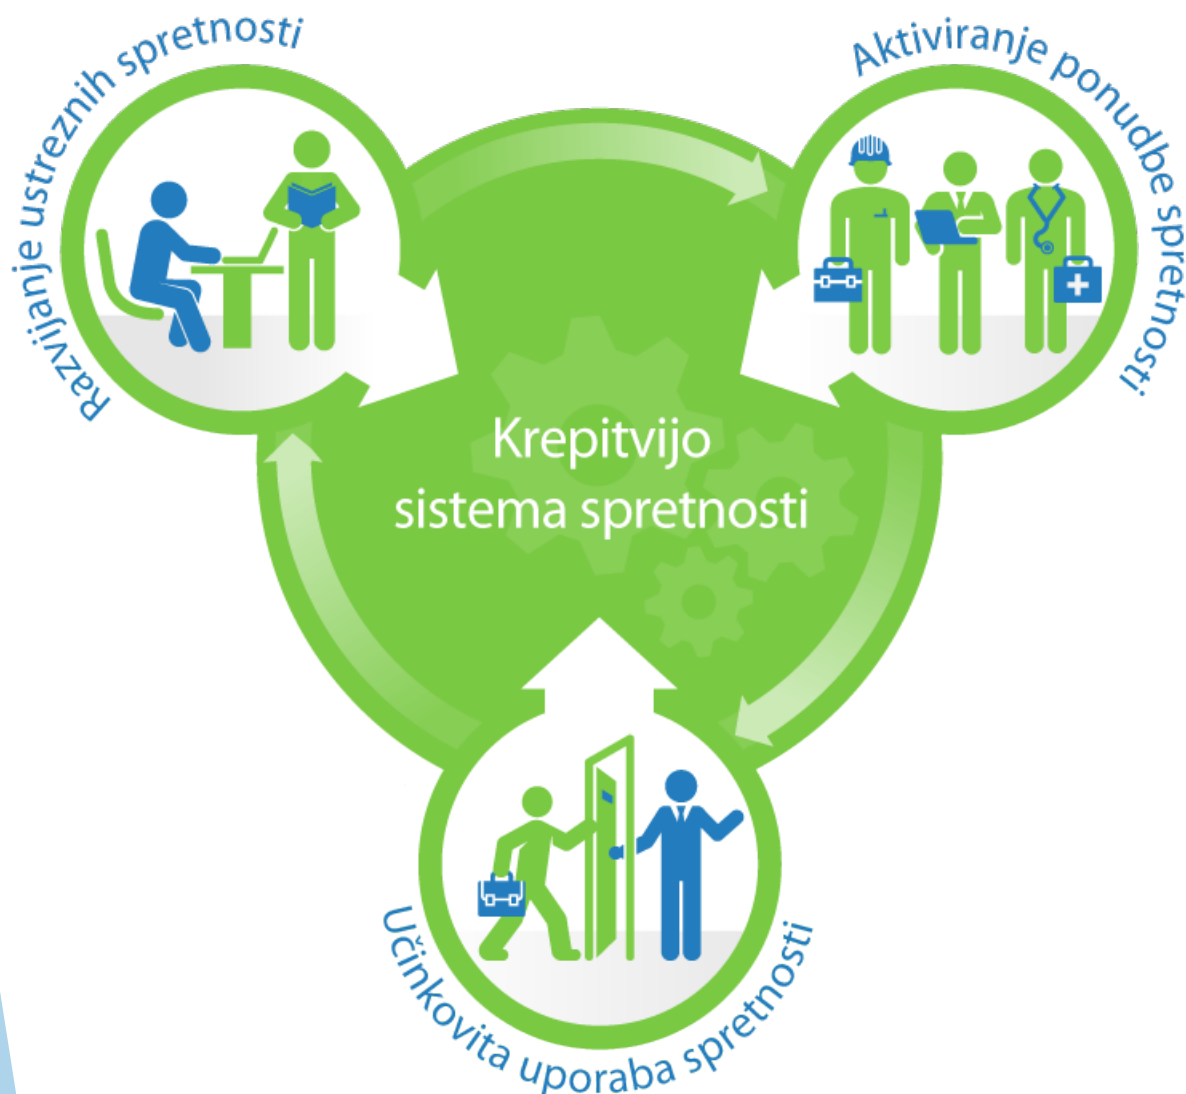 Razvijanje ustreznih spretnosti
Aktiviranje ponudbe spretnosti
Krepitvijo
sistema spretnosti
Učinkovita uporaba spretnosti